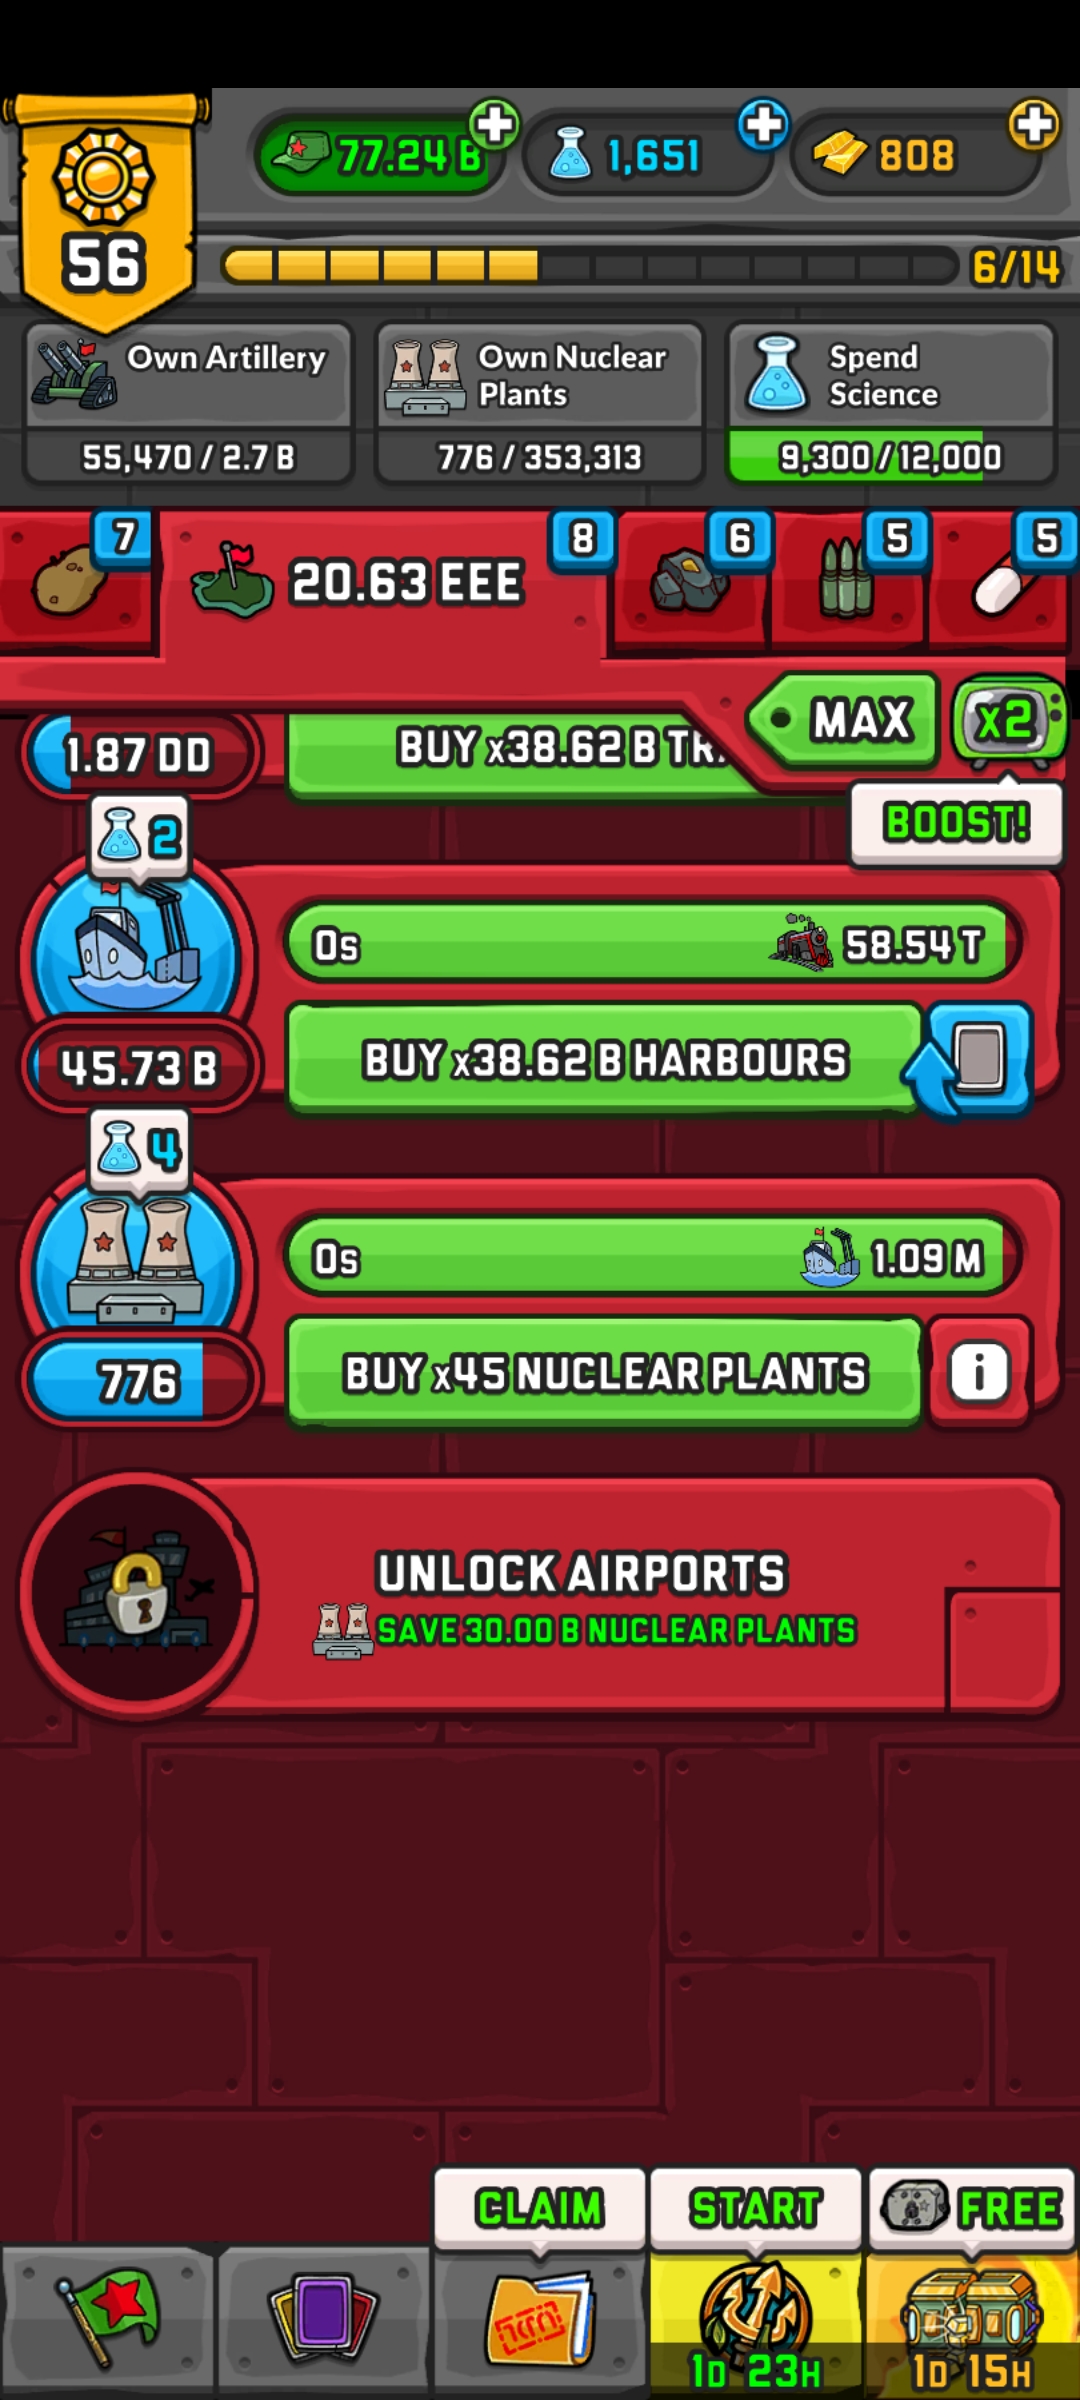 77.24 B
1,651
808
56
6/14
Own Artillery
55,470 / 2.7 B
Own Nuclear
Plants
776 / 353,313
Spend
Science
9,300 / 12,000
7
20.63 EEE
8
6
5
5
MAX
x2
BOOST!
1.87 DD
BUY x38.62 B
2
0s
58.54 T
45.73 B
BUY x38.62 B HARBOURS
4
0s
1.09 M
776
BUY x45 NUCLEAR PLANTS
i
UNLOCK AIRPORTS
SAVE 30.00 B NUCLEAR PLANTS
CLAIM
START
FREE
1D 23H
1D 15H